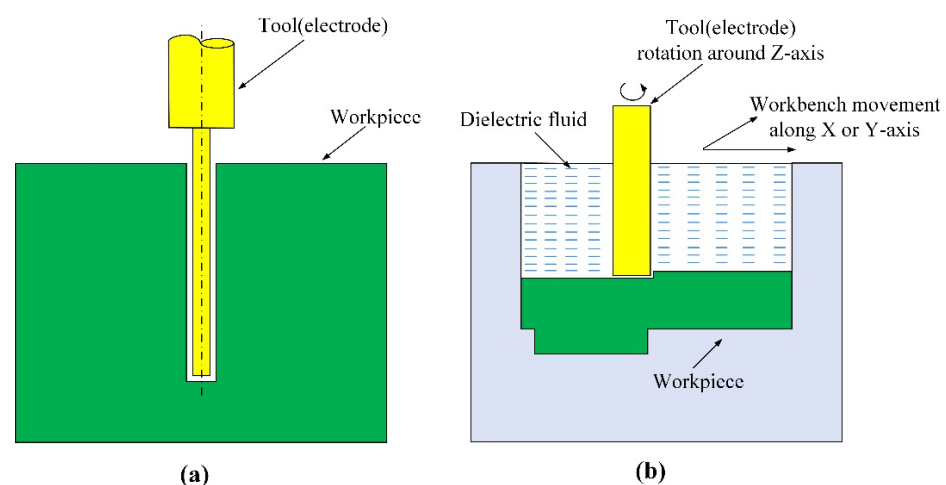 Tool(electrode)
Workpiece
(a)
Tool(electrode)
rotation around Z-axis
Dielectric fluid
Workbench movement
along X or Y-axis
Workpiece
(b)